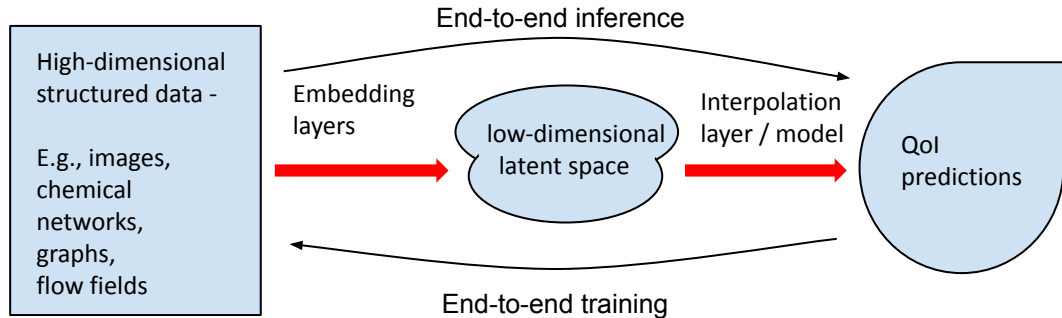 End-to-end inference
High-dimensional
structured data -
E.g., images,
chemical
networks,
graphs,
flow fields
Embedding
layers
low-dimensional
latent space
Interpolation
layer / model
QoI
predictions
End-to-end training